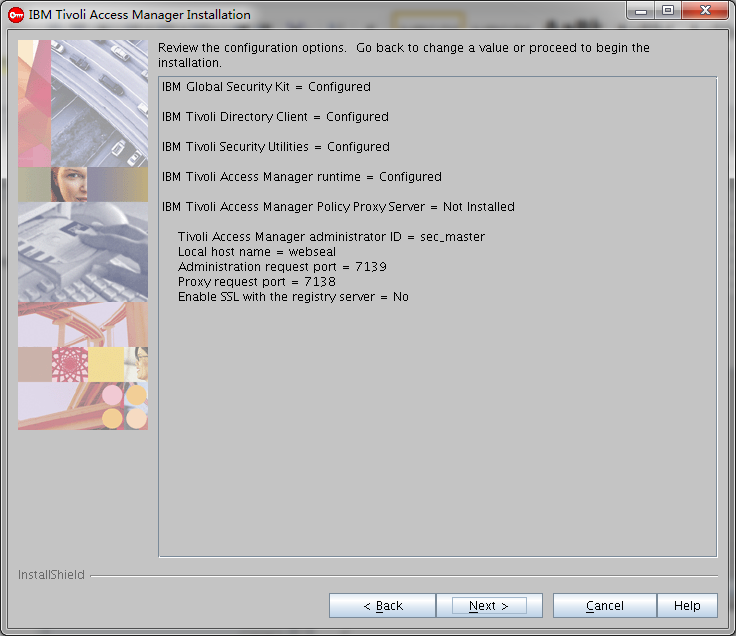 IBM Tivoli Access Manager Installation
Review the configuration options.  Go back to change a value or proceed to begin the
installation.
IBM Global Security Kit = Configured
IBM Tivoli Directory Client = Configured
IBM Tivoli Security Utilities = Configured
IBM Tivoli Access Manager runtime = Configured
IBM Tivoli Access Manager Policy Proxy Server = Not Installed
Tivoli Access Manager administrator ID = sec_master
Local host name = webseal
Administration request port = 7139
Proxy request port = 7138
Enable SSL with the registry server = No
InstallShield
< Back
Next >
Cancel
Help